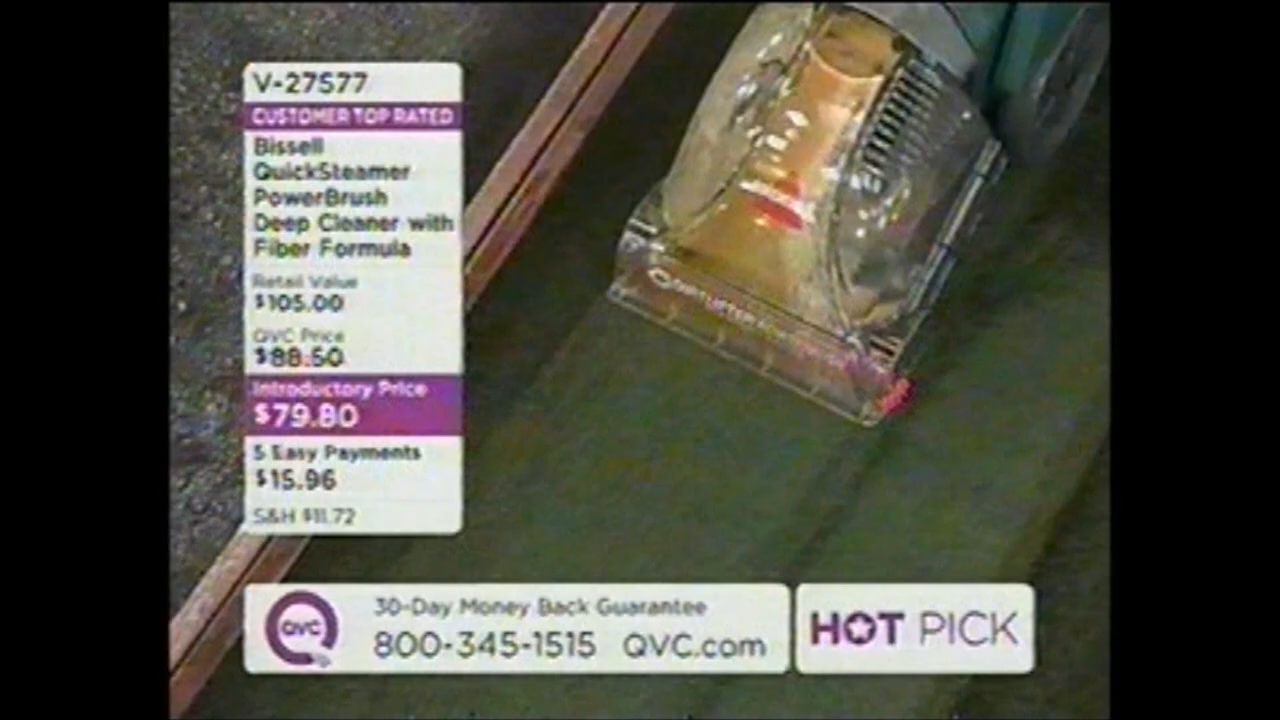 V-27577
CUSTOMER TOP RATED
Bissell
QuickSteamer
PowerBrush
Deep Cleaner with
Fiber Formula
Retail Value
$105.00
QVC Price
$88.50
Introductory Price
$79.80
5 Easy Payments
$15.96
S&H $11.72
QVC
30-Day Money Back Guarantee
800-345-1515 QVC.com
HOT PICK